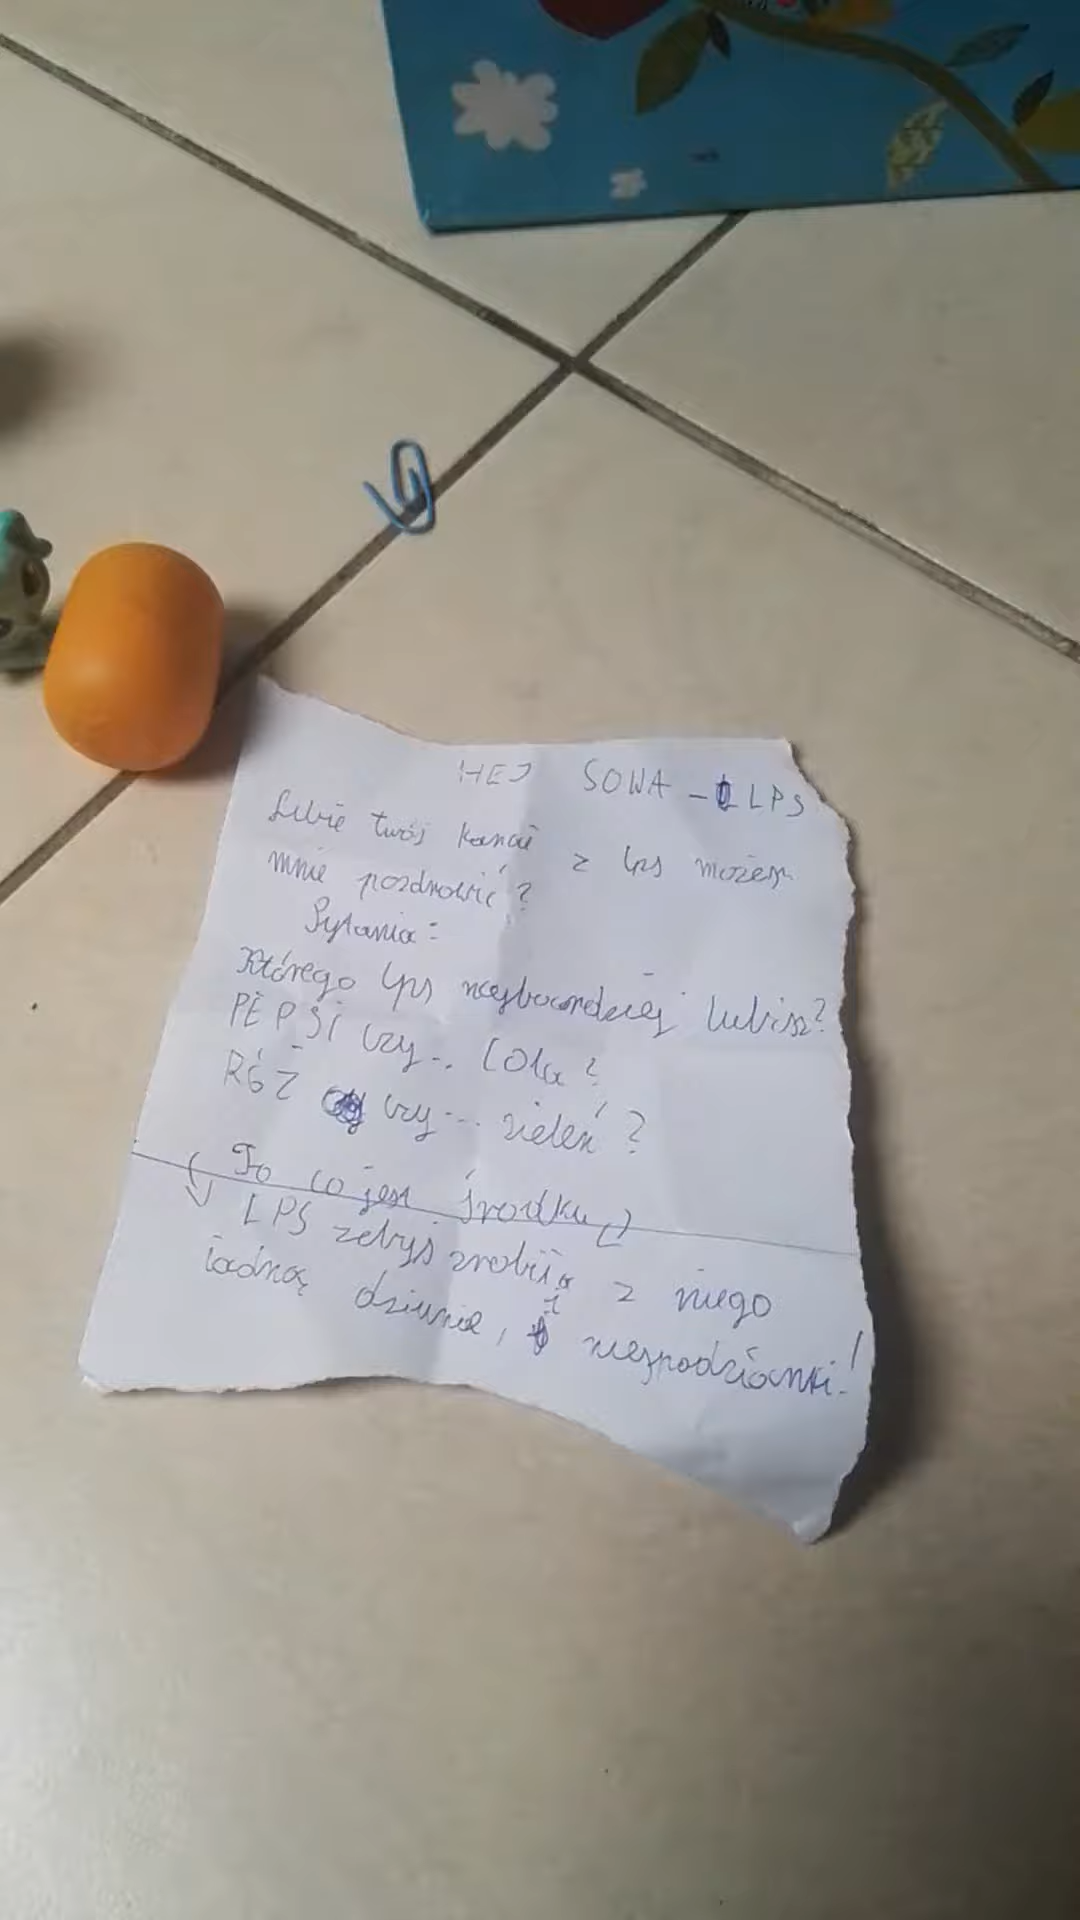 HEJ SOWA - LPS
Lubię twój kanał z lps możesz
mnie pozdrowić?
Pytania:
Którego lps najbardziej lubisz?
PEPSI czy... COla?
RÓŻ czy... zieleń?
To co jest środku
LPS żebyś zrobiła z niego
ładną dziunie, i niespodzianki!